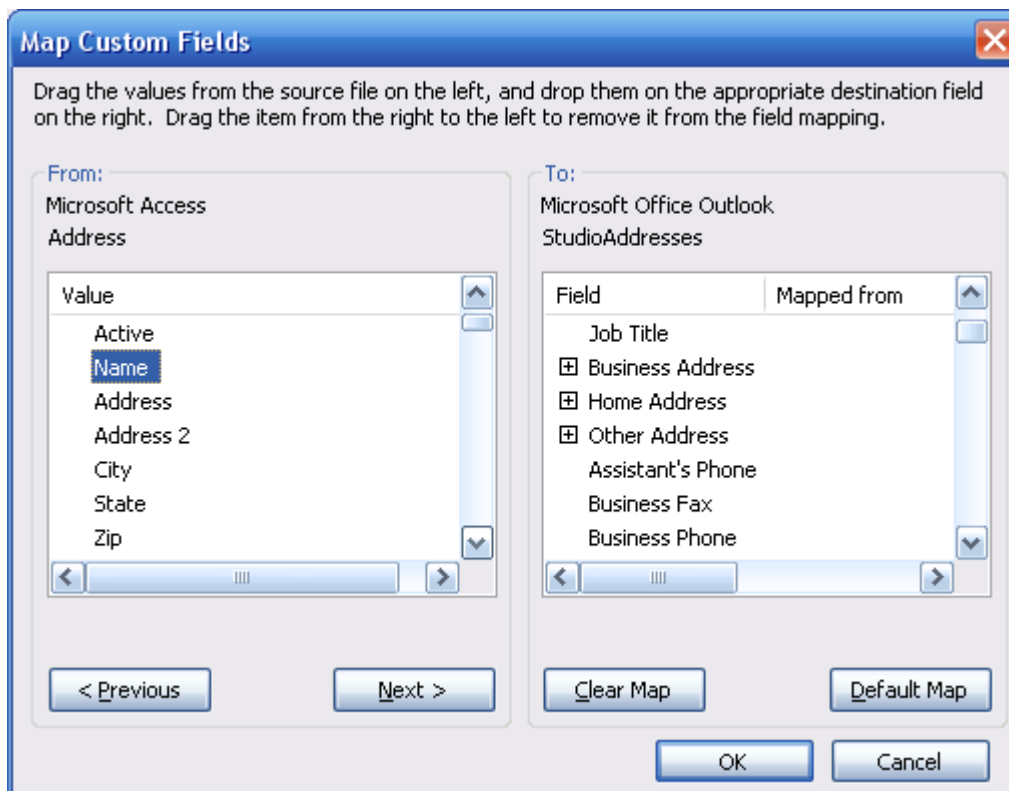 Map Custom Fields
Drag the values from the source file on the left, and drop them on the appropriate destination field
on the right.  Drag the item from the right to the left to remove it from the field mapping.
From:
Microsoft Access
Address
Value
Active
Name
Address
Address 2
City
State
Zip
< Previous
Next >
To:
Microsoft Office Outlook
StudioAddresses
Field Mapped from
Job Title
Business Address
Home Address
Other Address
Assistant's Phone
Business Fax
Business Phone
Clear Map
Default Map
OK
Cancel